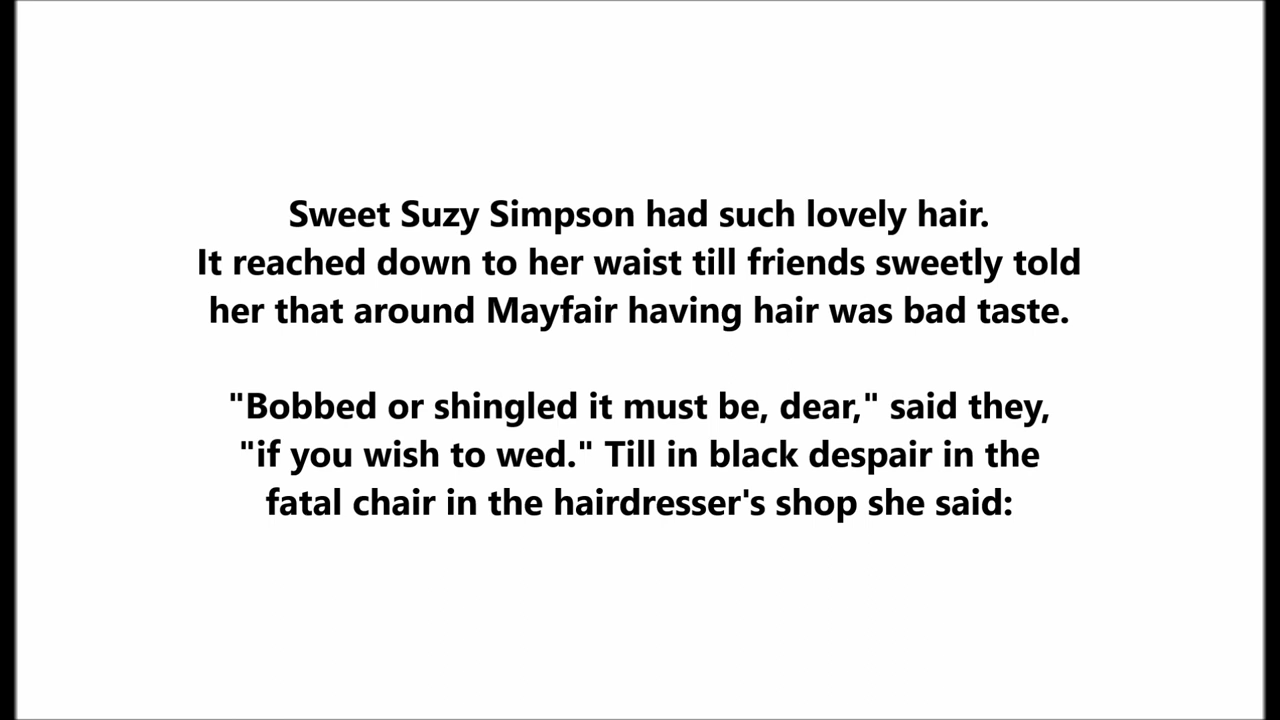 Sweet Suzy Simpson had such lovely hair.
It reached down to her waist till friends sweetly told
her that around Mayfair having hair was bad taste.
"Bobbed or shingled it must be, dear," said they,
"if you wish to wed." Till in black despair in the
fatal chair in the hairdresser's shop she said: